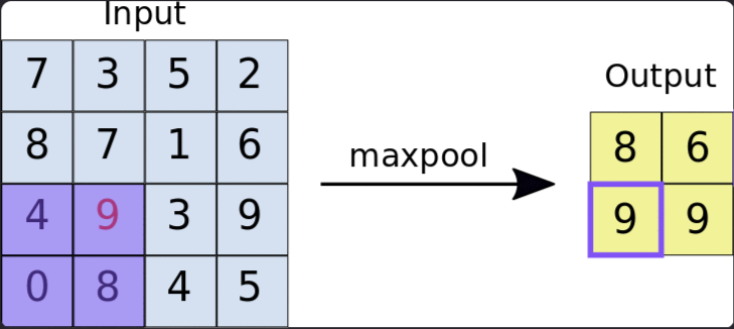 Input
7 3 5 2
8 7 1 6
4 9 3 9
0 8 4 5
maxpool
Output
8 6
9 9